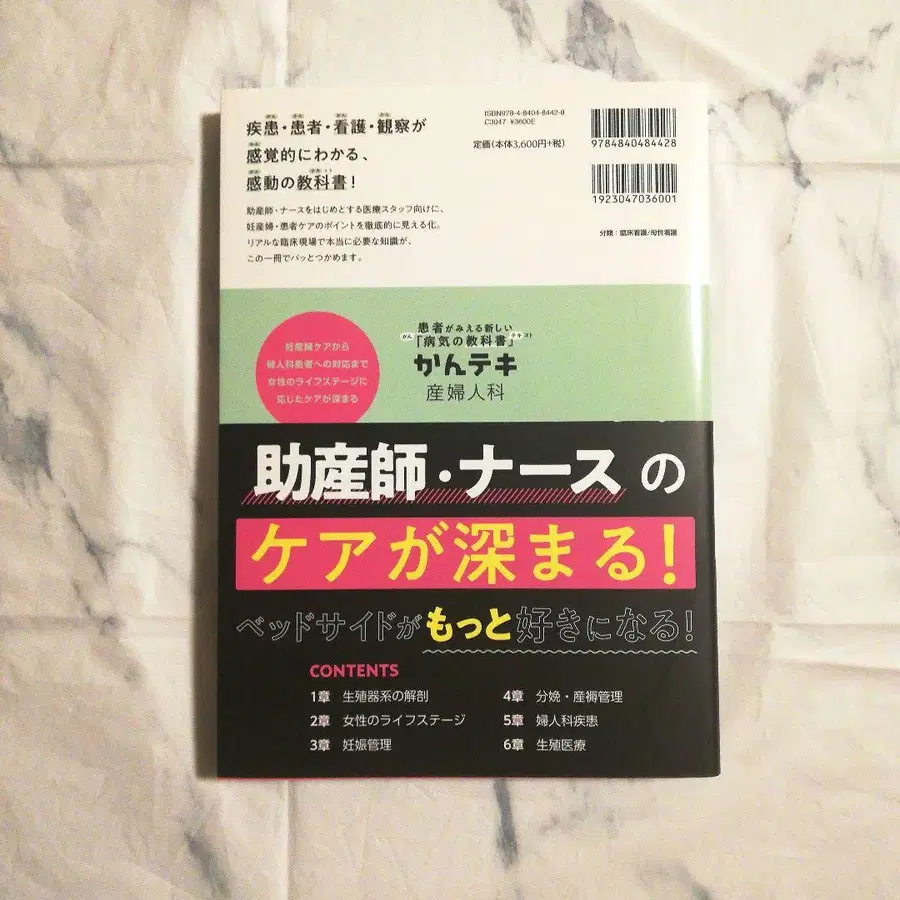 疾患・患者・看護・観察が
感覚的にわかる、
感動の教科書！
助産師・ナースをはじめとする医療スタッフ向けに、
妊産婦・患者ケアのポイントを徹底的に見える化。
リアルな臨床現場で本当に必要な知識が、
この一冊でパッとつかめます。
ISBN978-4-8404-8442-8
C3047 ¥3600E
定価(本体3,600円+税)
9784840484428
1923047036001
分類：臨床看護/母性看護
妊産婦ケアから
婦人科患者への対応まで
女性のライフステージに
応じたケアが深まる
患者がみえる新しい
「病気の教科書」
かん テキスト
かんテキ
産婦人科
助産師・ナースの
ケアが深まる！
ベッドサイドがもっと好きになる！
CONTENTS
1章 生殖器系の解剖
2章 女性のライフステージ
3章 妊娠管理
4章 分娩・産褥管理
5章 婦人科疾患
6章 生殖医療